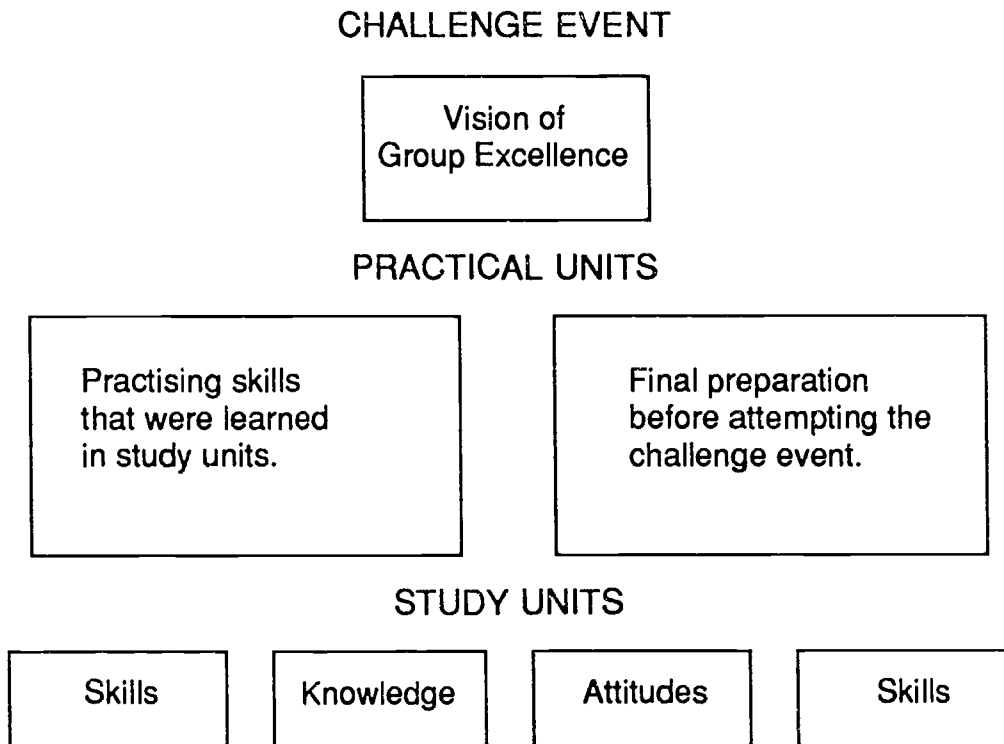 CHALLENGE EVENT
Vision of
Group Excellence
PRACTICAL UNITS
Practising skills
that were learned
in study units.
Final preparation
before attempting the
challenge event.
STUDY UNITS
Skills
Knowledge
Attitudes
Skills